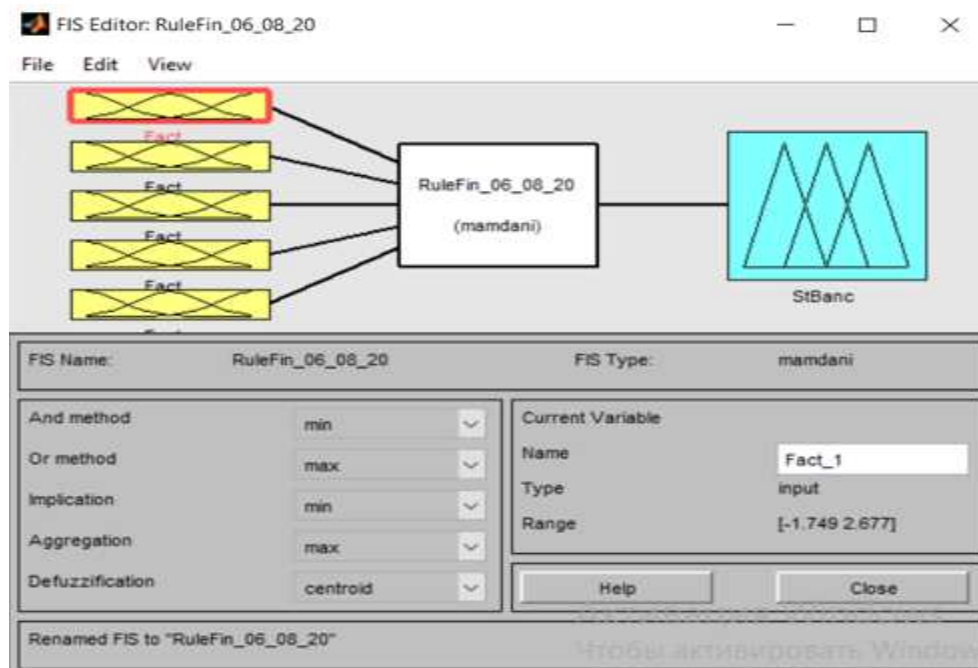 FIS Editor: RuleFin_06_08_20
File Edit View
Fact
Fact
Fact
Fact
RuleFin_06_08_20
(mamdani)
StBanc
FIS Name: RuleFin_06_08_20 FIS Type: mamdani
And method min
Or method max
Implication min
Aggregation max
Defuzzification centroid
Current Variable
Name Fact_1
Type input
Range [-1.749 2.677]
Help Close
Renamed FIS to "RuleFin_06_08_20"
Чтобы активировать Window